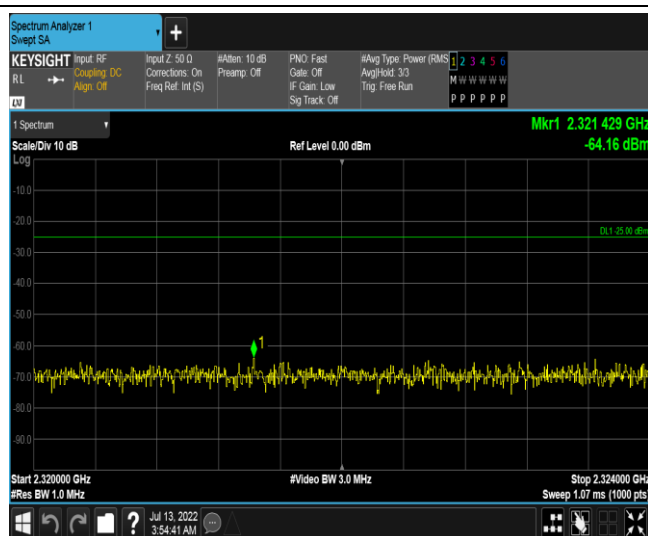 Spectrum Analyzer 1
Swept SA
+
KEYSIGHT Input: RF
RL Coupling: DC
Align: Off
Input Z: 50 Ω
Corrections: On
Freq Ref: Int (S)
#Atten: 10 dB
Preamp: Off
PNO: Fast
Gate: Off
IF Gain: Low
Sig Track: Off
#Avg Type: Power (RMS
Avg|Hold: 3/3
Trig: Free Run
1 2 3 4 5 6
M W W W W W
P P P P P P
LXI
1 Spectrum
Mkr1 2.321 429 GHz
Scale/Div 10 dB Ref Level 0.00 dBm -64.16 dBm
Log
-10.0
-20.0
DL1 -25.00 dBm
-30.0
-40.0
-50.0
-60.0
1
-70.0
-80.0
-90.0
Start 2.320000 GHz #Video BW 3.0 MHz Stop 2.324000 GHz
#Res BW 1.0 MHz Sweep 1.07 ms (1000 pts)
? Jul 13, 2022
3:54:41 AM